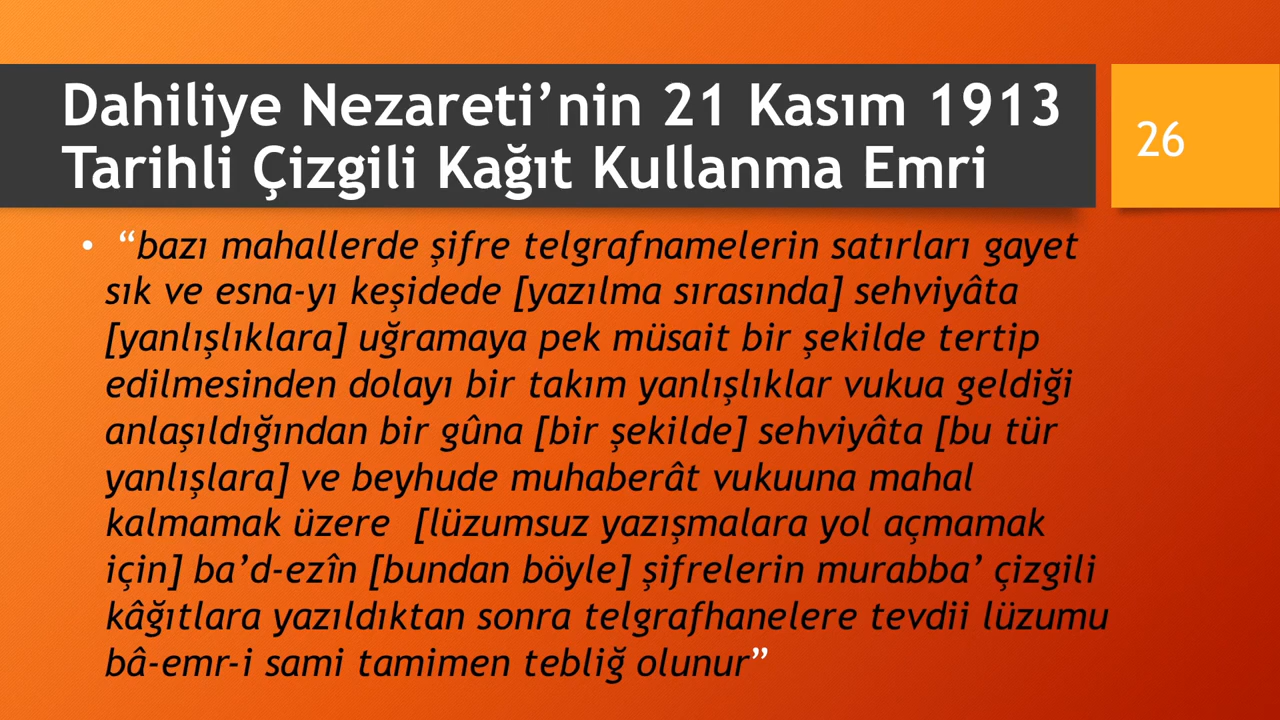 Dahiliye Nezareti’nin 21 Kasım 1913
Tarihli Çizgili Kağıt Kullanma Emri
26
• “bazı mahallerde şifre telgrafnamelerin satırları gayet
sık ve esna-yı keşidede [yazılma sırasında] sehviyâta
[yanlışlıklara] uğramaya pek müsait bir şekilde tertip
edilmesinden dolayı bir takım yanlışlıklar vukua geldiği
anlaşıldığından bir gûna [bir şekilde] sehviyâta [bu tür
yanlışlara] ve beyhude muhaberât vukuuna mahal
kalmamak üzere  [lüzumsuz yazışmalara yol açmamak
için] ba’d-ezîn [bundan böyle] şifrelerin murabba’ çizgili
kâğıtlara yazıldıktan sonra telgrafhanelere tevdii lüzumu
bâ-emr-i sami tamimen tebliğ olunur”